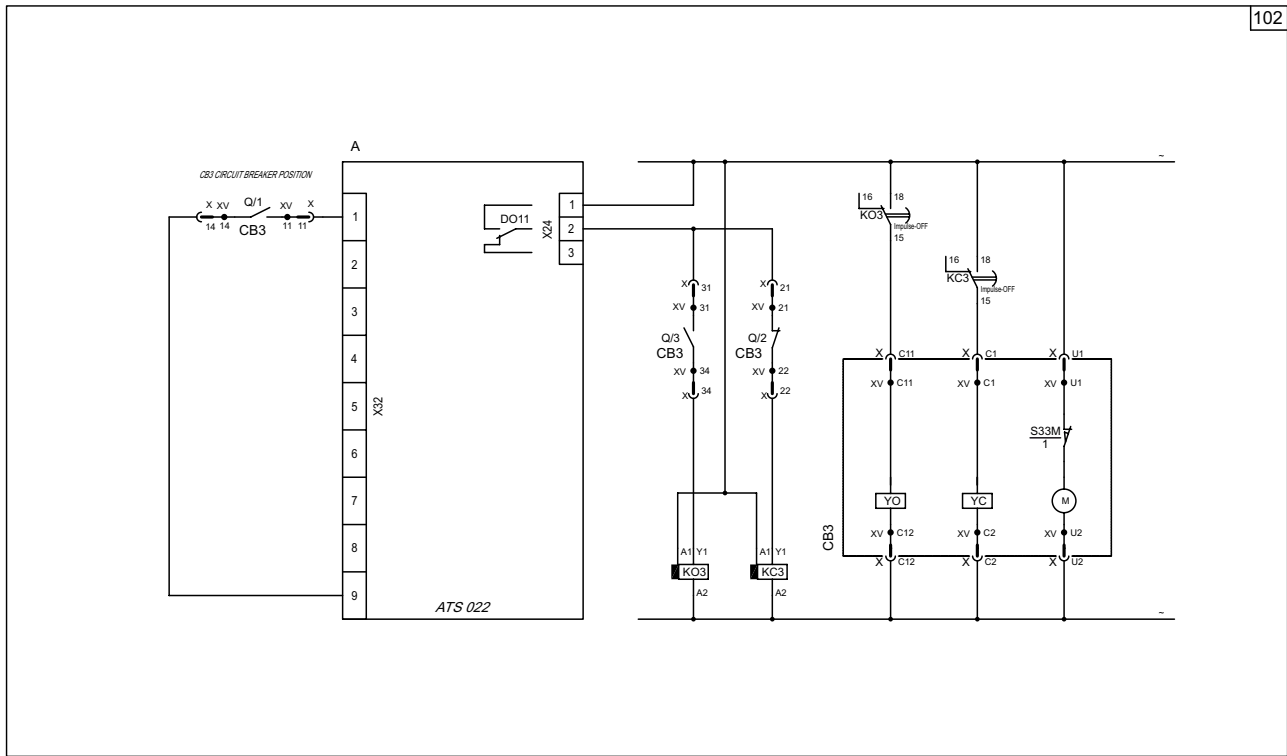 102
A
~
CB3 CIRCUIT BREAKER POSITION
X XV Q/1 XV X
14 14 CB3 11 11
1
2
3
4
5
6
7
8
9
X32
DO11
X24
1
2
3
ATS 022
X 31
XV 31
Q/3
CB3
XV 34
X 34
X 21
XV 21
Q/2
CB3
XV 22
X 22
A1 Y1
KO3
A2
A1 Y1
KC3
A2
16 18
KO3
Impulse-OFF
15
16 18
KC3
Impulse-OFF
15
X C11
XV C11
YO
XV C12
X C12
X C1
XV C1
YC
XV C2
X C2
X U1
XV U1
S33M
1
M
XV U2
X U2
CB3
~